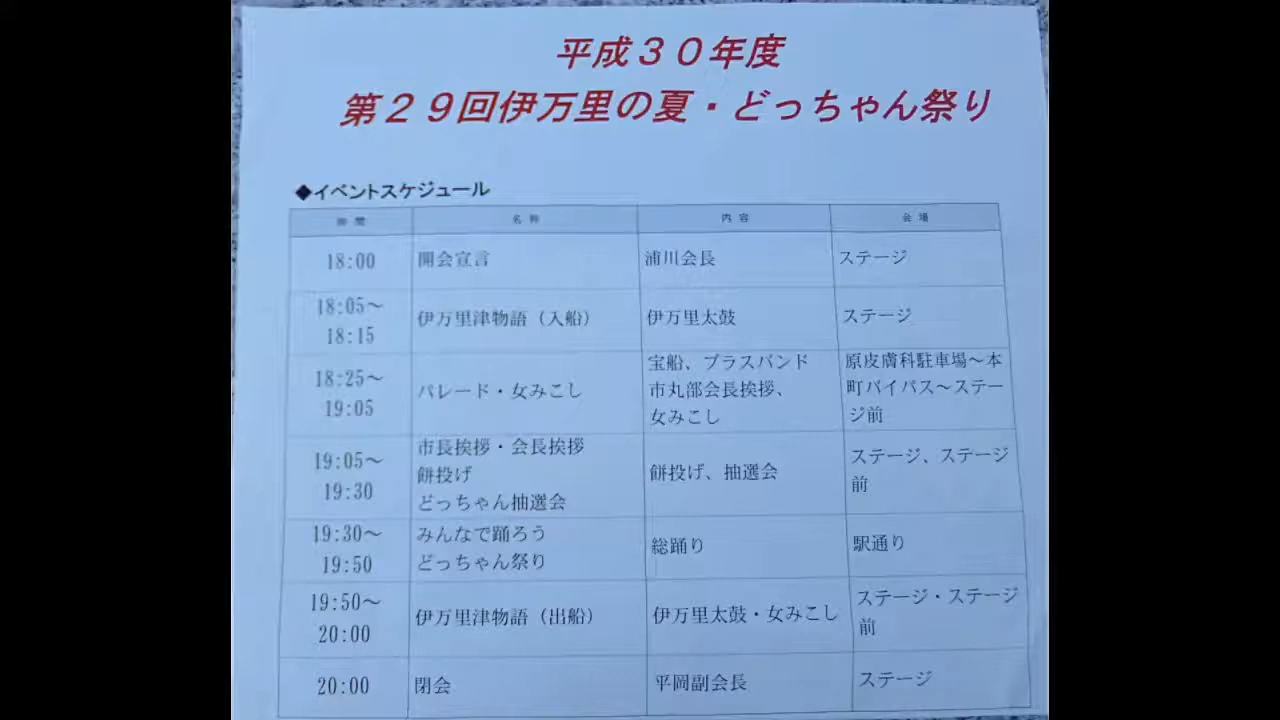 平成３０年度
第２９回伊万里の夏・どっちゃん祭り
◆イベントスケジュール
時間 名称 内容 会場
18:00 開会宣言 浦川会長 ステージ
18:05～
18:15
伊万里津物語（入船） 伊万里太鼓 ステージ
18:25～
19:05
パレード・女みこし
宝船、ブラスバンド
市丸部会長挨拶、
女みこし
原皮膚科駐車場～本
町バイパス～ステー
ジ前
19:05～
19:30
市長挨拶・会長挨拶
餅投げ
どっちゃん抽選会
餅投げ、抽選会
ステージ、ステージ
前
19:30～
19:50
みんなで踊ろう
どっちゃん祭り
総踊り
駅通り
19:50～
20:00
伊万里津物語（出船）
伊万里太鼓・女みこし
ステージ・ステージ
前
20:00 閉会 平岡副会長 ステージ